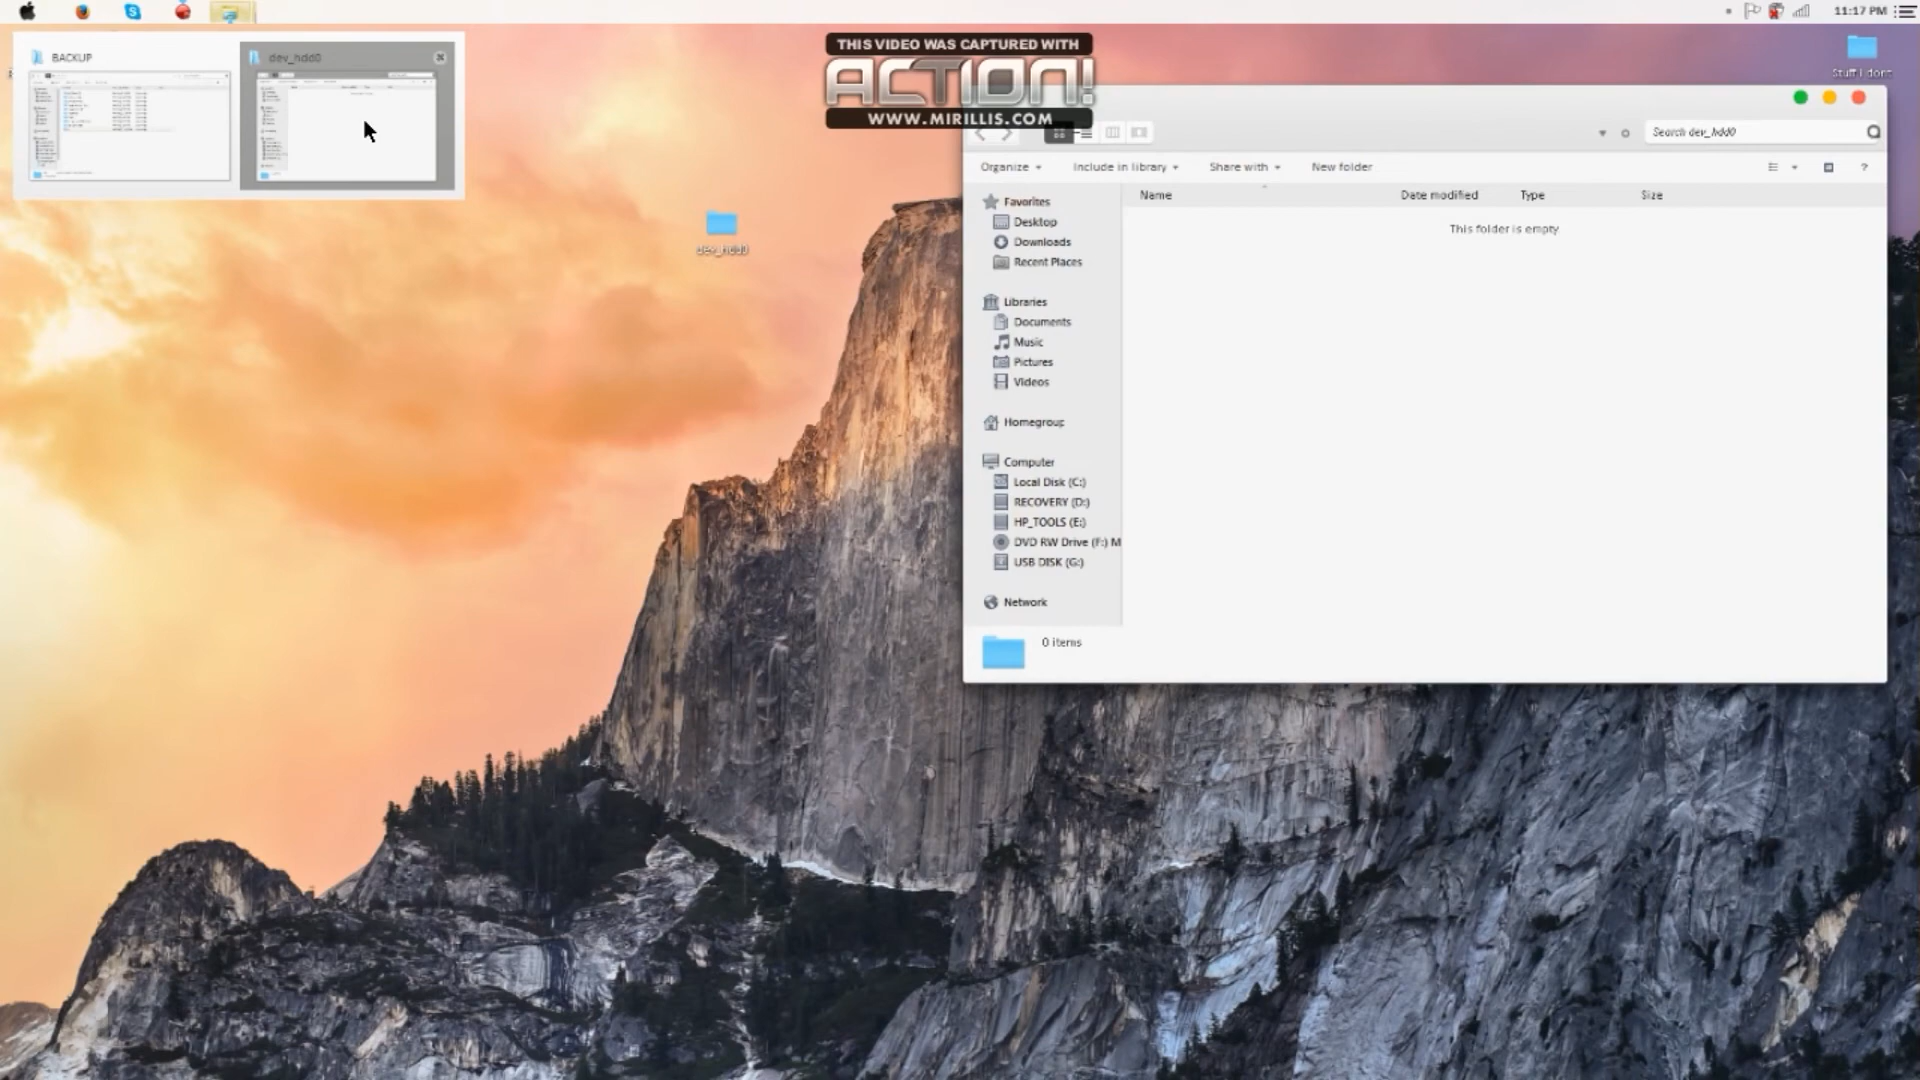 11:17 PM
BACKUP
dev_hdd0
THIS VIDEO WAS CAPTURED WITH
ACTION!
WWW.MIRILLIS.COM
Stuff I dont
Search dev_hdd0
Organize
Include in library
Share with
New folder
?
Name
Date modified
Type
Size
This folder is empty.
Favorites
Desktop
Downloads
Recent Places
Libraries
Documents
Music
Pictures
Videos
Homegroup
Computer
Local Disk (C:)
RECOVERY (D:)
HP_TOOLS (E:)
DVD RW Drive (F:) M
USB DISK (G:)
Network
0 items
dev_hdd0